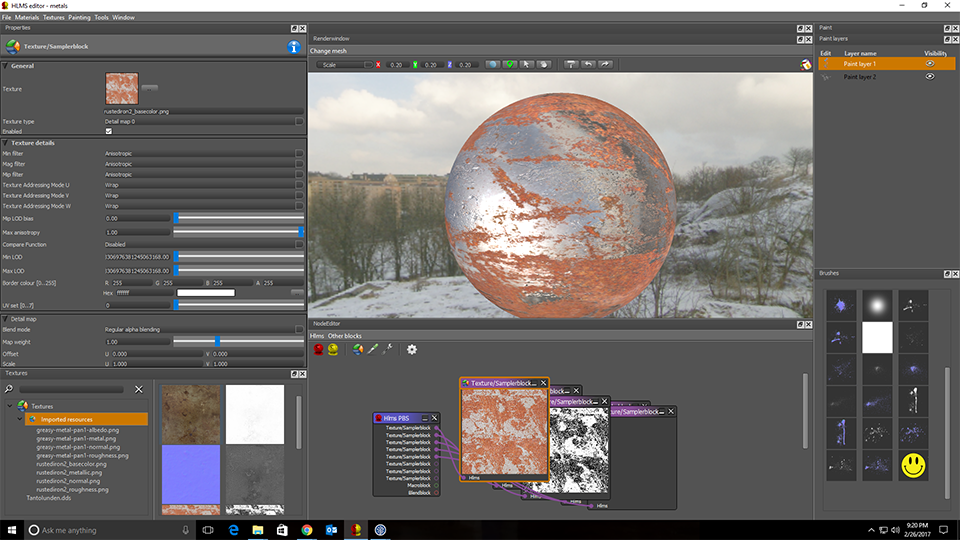 HLMS editor - metals
File Materials Textures Painting Tools Window
Properties
Texture/Samplerblock
General
Texture
rustediron2_basecolor.png
Texture type Detail map 0
Enabled
Texture details
Min filter Anisotropic
Mag filter Anisotropic
Mip filter Anisotropic
Texture Addressing Mode U Wrap
Texture Addressing Mode V Wrap
Texture Addressing Mode W Wrap
Mip LOD bias 0.00
Max anisotropy 1.00
Compare Function Disabled
Min LOD
Max LOD
Border colour [0..255] R 255 G 255 B 255 A 255
Hex ffffff
UV set [0..7] 0
Detail map
Blend mode Regular alpha blending
Map weight 1.00
Offset U 0.000 V 0.000
Scale U 1.000 V 1.000
Textures
Textures
Imported resources
greasy-metal-pan1-albedo.png
greasy-metal-pan1-metal.png
greasy-metal-pan1-normal.png
greasy-metal-pan1-roughness.png
rustediron2_basecolor.png
rustediron2_metallic.png
rustediron2_normal.png
rustediron2_roughness.png
Tantolunden.dds
Renderwindow
Change mesh
Scale X 0.20 Y 0.20 Z 0.20
NodeEditor
Hlms Other blocks
Hlms PBS
Texture/Samplerblock
Texture/Samplerblock
Texture/Samplerblock
Texture/Samplerblock
Texture/Samplerblock
Texture/Samplerblock
Texture/Samplerblock
Texture/Samplerblock
Macroblock
Blendblock
Texture/Samplerblock...
Hlms
Texture/Samplerblock...
Hlms
Hlms
Hlms
Hlms
Paint
Paint layers
Edit Layer name Visibility
Paint layer 1
Paint layer 2
Brushes
Ask me anything
9:20 PM
2/26/2017